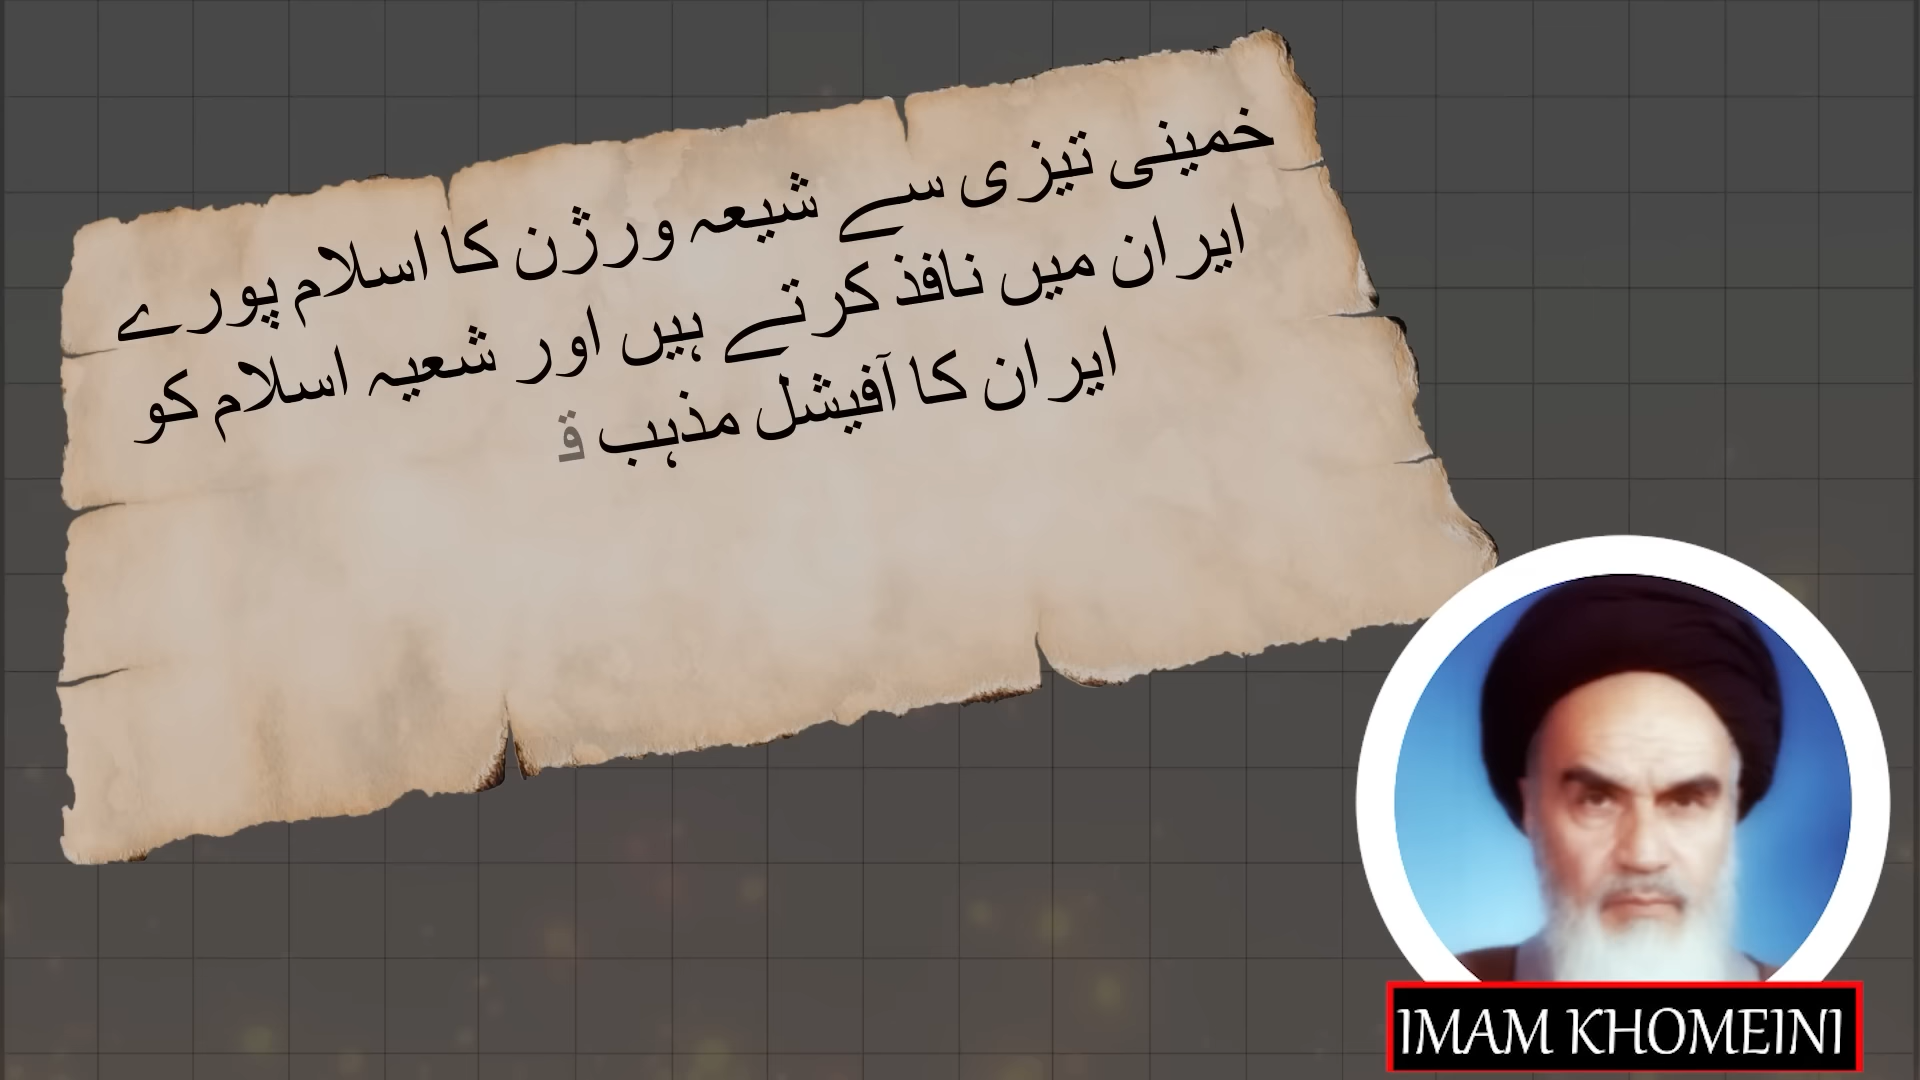 خمینی تیزی سے شیعہ ورژن کا اسلام پورے
ایران میں نافذ کرتے ہیں اور شعیہ اسلام کو
ایران کا آفیشل مذہب ق
IMAM KHOMEINI